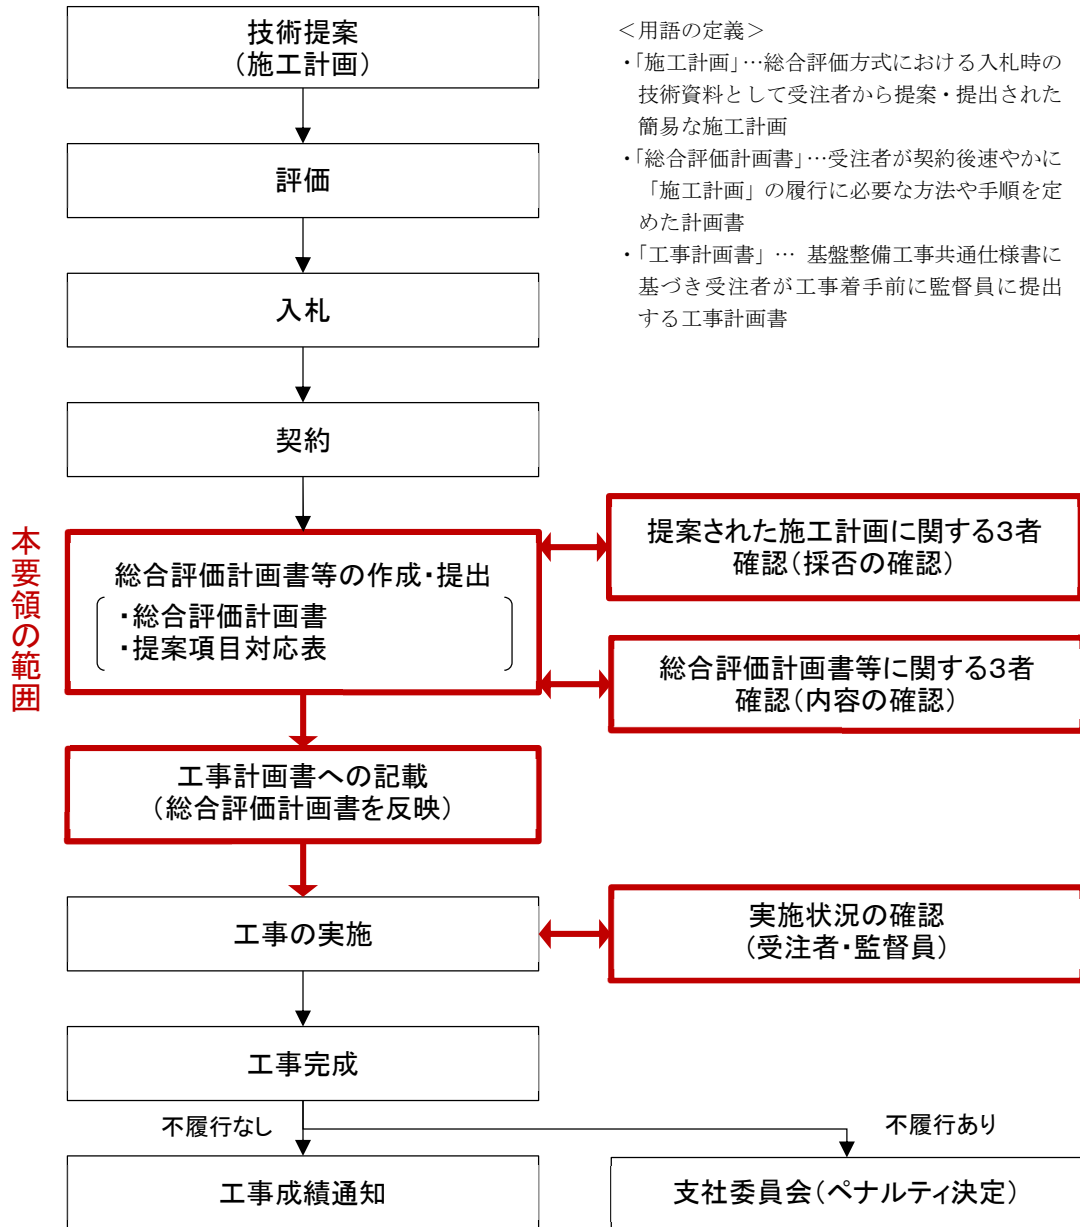 技術提案
(施工計画)
＜用語の定義＞
・「施工計画」…総合評価方式における入札時の
技術資料として受注者から提案・提出された
簡易な施工計画
・「総合評価計画書」…受注者が契約後速やかに
「施工計画」の履行に必要な方法や手順を定
めた計画書
・「工事計画書」… 基盤整備工事共通仕様書に
基づき受注者が工事着手前に監督員に提出
する工事計画書
評価
入札
契約
本要領の範囲
総合評価計画書等の作成・提出
・総合評価計画書
・提案項目対応表
提案された施工計画に関する3者
確認(採否の確認)
総合評価計画書等に関する3者
確認(内容の確認)
工事計画書への記載
(総合評価計画書を反映)
工事の実施
実施状況の確認
(受注者・監督員)
工事完成
不履行なし
不履行あり
工事成績通知
支社委員会(ペナルティ決定)